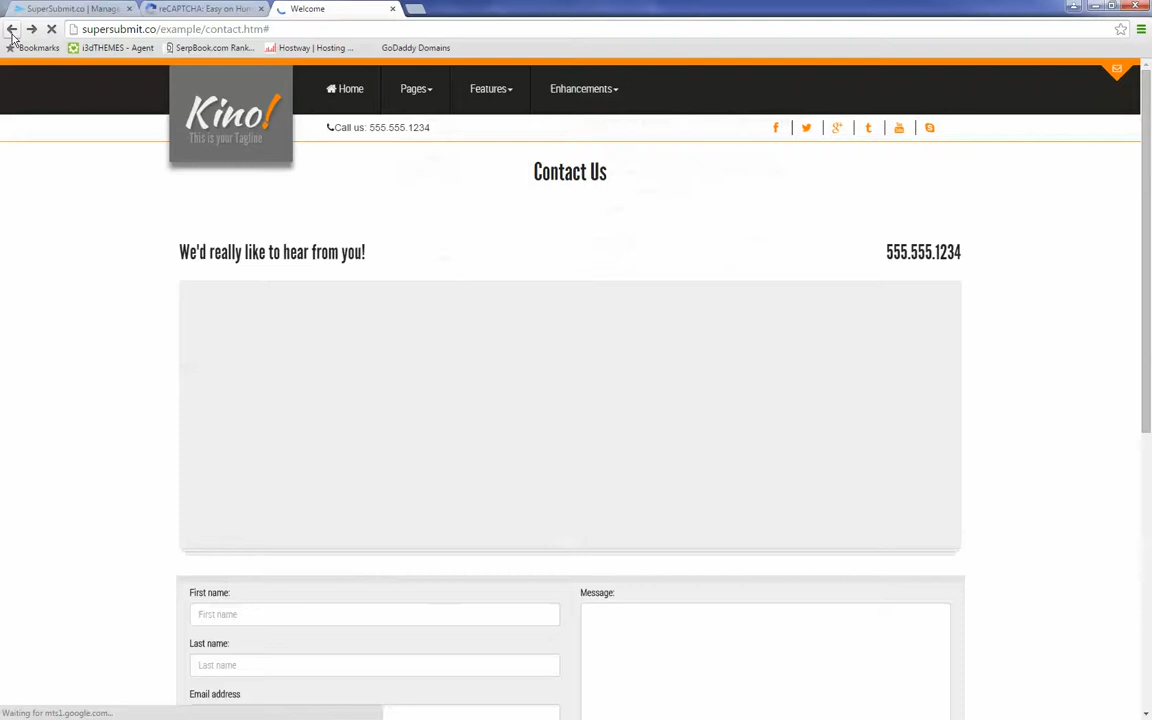 SuperSubmit.co | Manage
reCAPTCHA: Easy on Hum
Welcome
supersubmit.co/example/contact.htm#
Bookmarks
i3dTHEMES - Agent
SerpBook.com Rank...
Hostway | Hosting ...
GoDaddy Domains
Kino!
This is your Tagline
Home
Pages
Features
Enhancements
Call us: 555.555.1234
Contact Us
We'd really like to hear from you!
555.555.1234
First name:
First name
Last name:
Last name
Email address
Message:
Waiting for mts1.google.com...